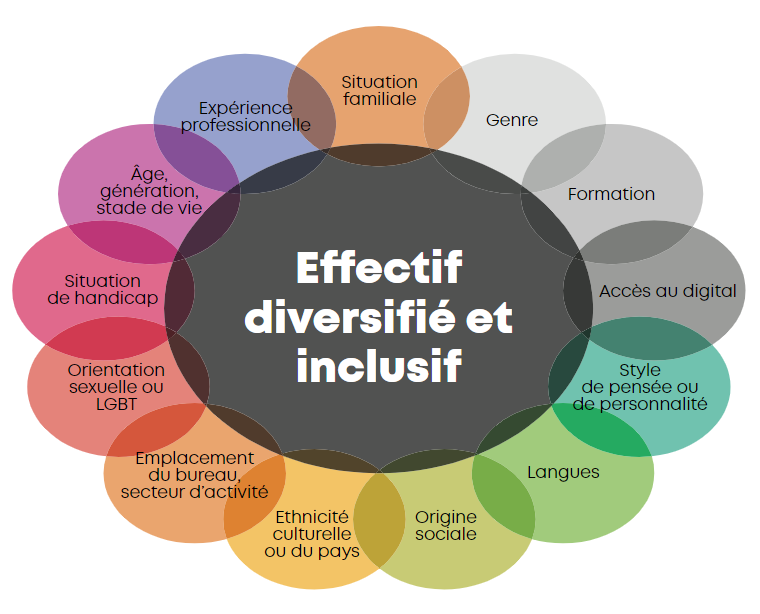 Situation
familiale
Genre
Formation
Accès au digital
Style
de pensée ou
de personnalité
Langues
Origine
sociale
Ethnicité
culturelle
ou du pays
Emplacement
du bureau,
secteur d'activité
Orientation
sexuelle ou
LGBT
Situation
de handicap
Âge,
génération,
stade de vie
Expérience
professionnelle
Effectif
diversifié et
inclusif